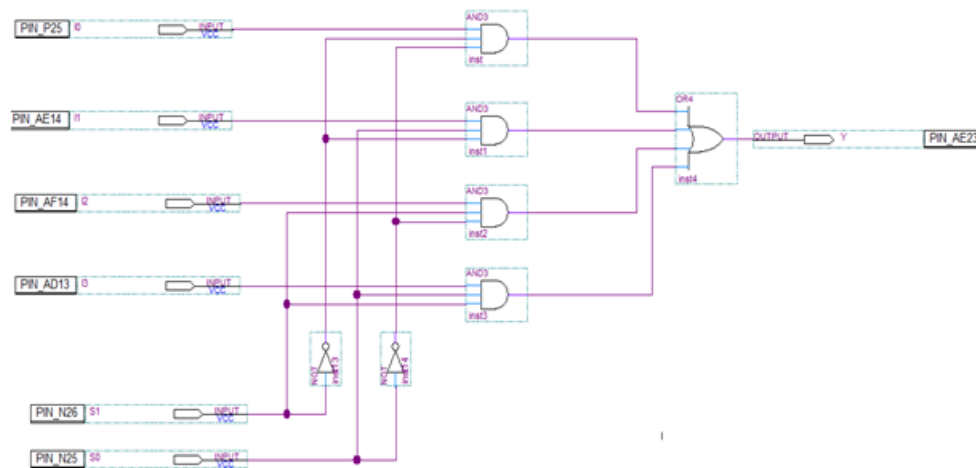 AND3
PIN_P25 I0 INPUT
VCC
inst
OR4
AND3
PIN_AE14 I1 INPUT
VCC
inst1
OUTPUT Y PIN_AE23
inst4
AND3
PIN_AF14 I2 INPUT
VCC
inst2
AND3
PIN_AD13 I3 INPUT
VCC
inst3
NOT inst13 NOT inst14
PIN_N26 S1 INPUT
VCC
PIN_N25 S0 INPUT
VCC